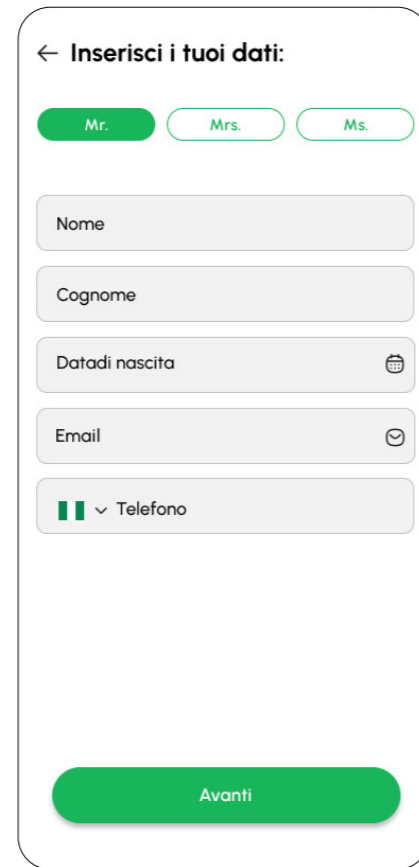 Inserisci i tuoi dati:
Mr. Mrs. Ms.
Nome
Cognome
Datadi nascita
Email
Telefono
Avanti